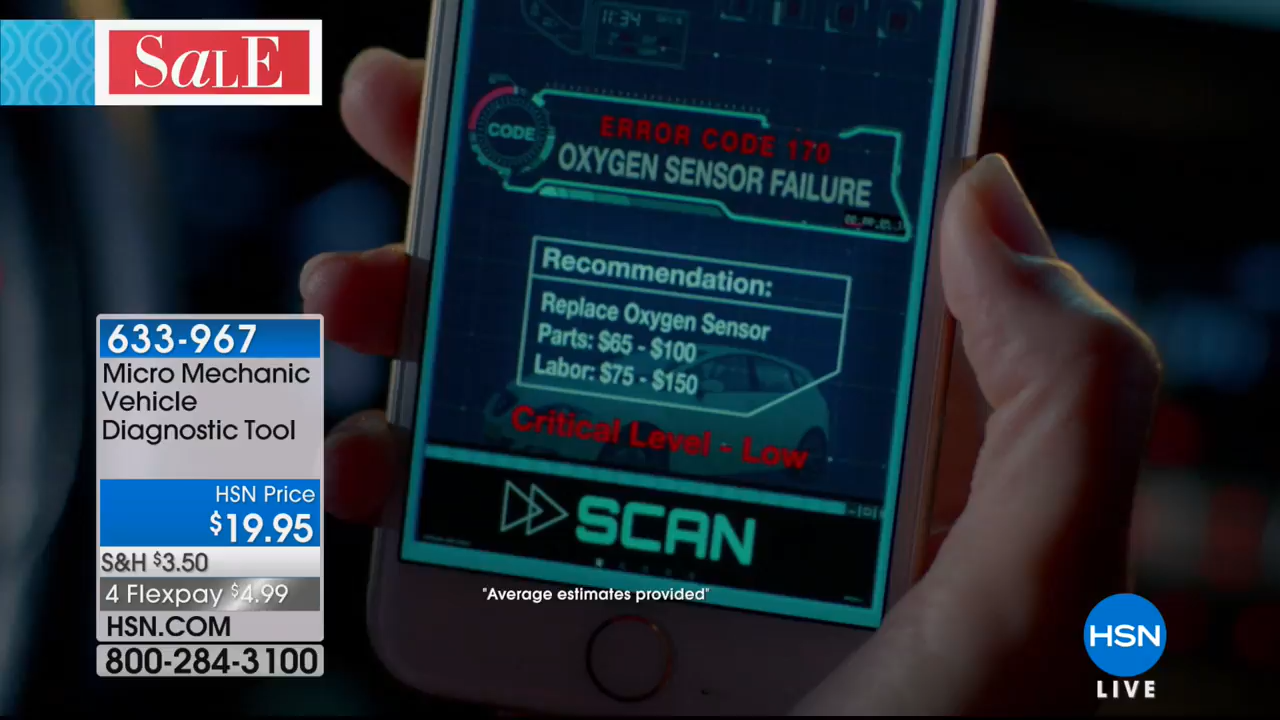 SaLE
11:34
CODE
ERROR CODE 170
OXYGEN SENSOR FAILURE
Recommendation:
Replace Oxygen Sensor
Parts: $65 - $100
Labor: $75 - $150
Critical Level - Low
SCAN
"Average estimates provided"
633-967
Micro Mechanic
Vehicle
Diagnostic Tool
HSN Price
$19.95
S&H $3.50
4 Flexpay $4.99
HSN.COM
800-284-3100
HSN
LIVE